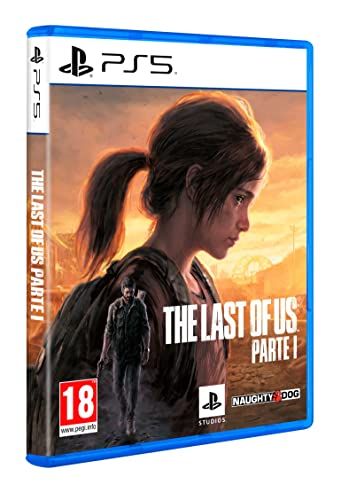 PS5
PS5
THE LAST OF US PARTE I
THE LAST OF US
PARTE I
18
www.pegi.info
PlayStation
STUDIOS
NAUGHTY DOG